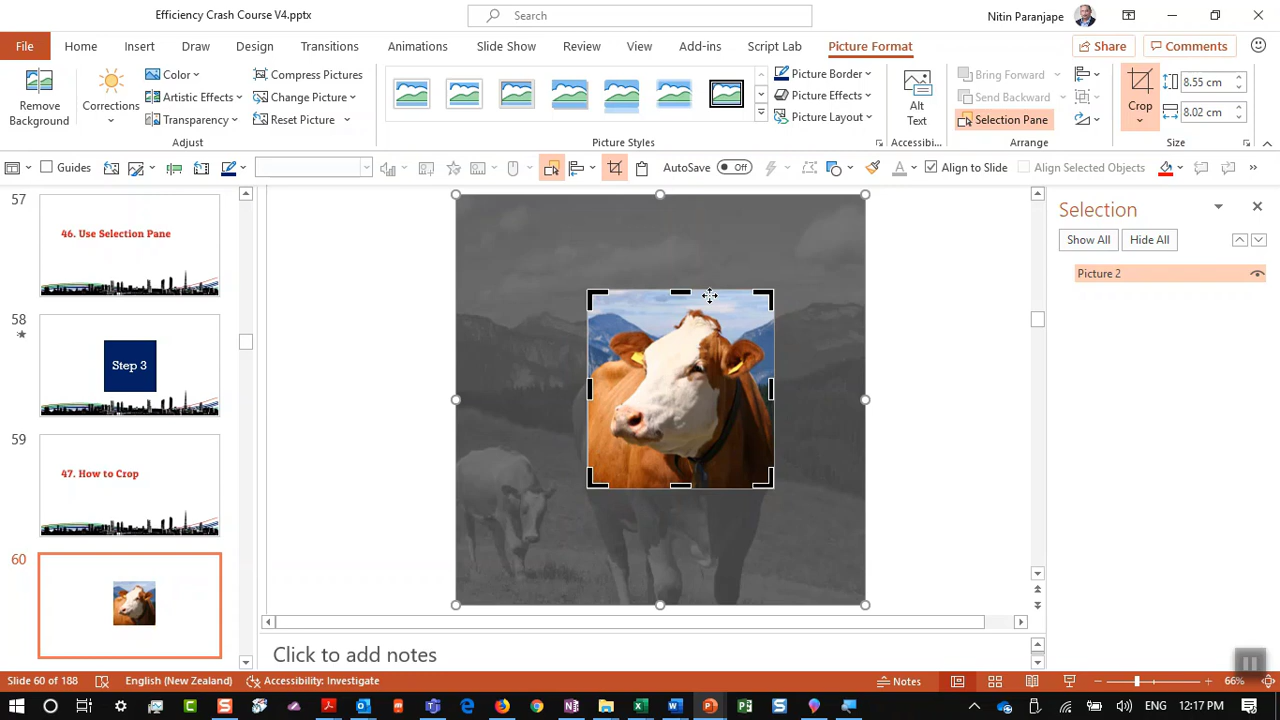 Efficiency Crash Course V4.pptx
Search
Nitin Paranjape
File Home Insert Draw Design Transitions Animations Slide Show Review View Add-ins Script Lab Picture Format Share Comments
Remove Background
Corrections
Color
Artistic Effects
Transparency
Compress Pictures
Change Picture
Reset Picture
Picture Border
Picture Effects
Picture Layout
Alt Text
Bring Forward
Send Backward
Selection Pane
Crop
8.55 cm
8.02 cm
Adjust Picture Styles Accessibi... Arrange Size
Guides AutoSave Off Align to Slide Align Selected Objects
57
46. Use Selection Pane
58
Step 3
59
47. How to Crop
60
Selection
Show All Hide All
Picture 2
Click to add notes
Slide 60 of 188 English (New Zealand) Accessibility: Investigate Notes 66%
ENG 12:17 PM